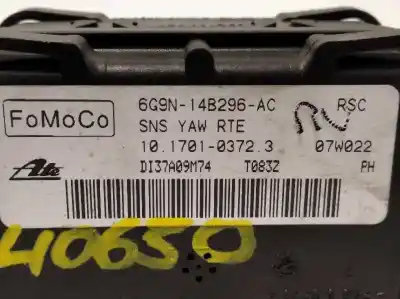 FoMoCo
6G9N-14B296-AC RSC
SNS YAW RTE
10.1701-0372.3 07W022
Ate DI37A09M74 T083Z PH
40650